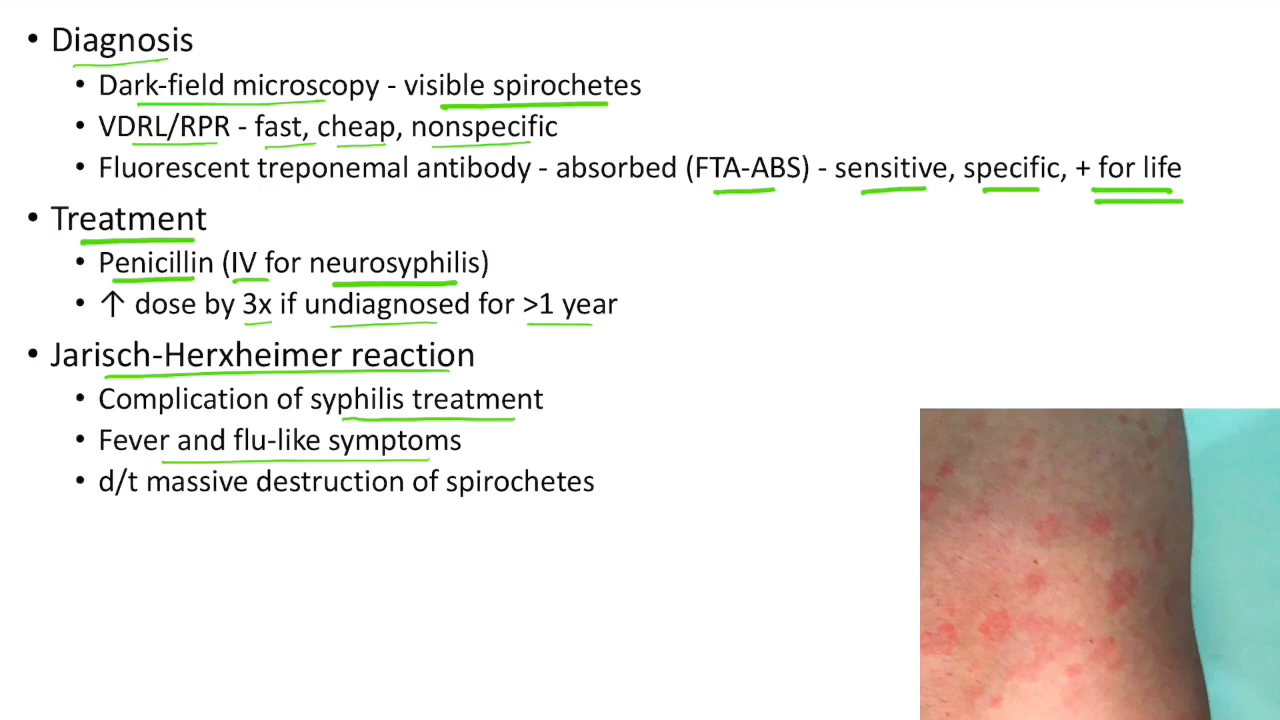 • Diagnosis
• Dark-field microscopy - visible spirochetes
• VDRL/RPR - fast, cheap, nonspecific
• Fluorescent treponemal antibody - absorbed (FTA-ABS) - sensitive, specific, + for life
• Treatment
• Penicillin (IV for neurosyphilis)
• ↑ dose by 3x if undiagnosed for >1 year
• Jarisch-Herxheimer reaction
• Complication of syphilis treatment
• Fever and flu-like symptoms
• d/t massive destruction of spirochetes